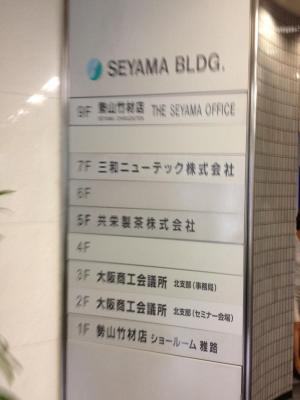 SEYAMA BLDG.
9F 勢山竹材店 THE SEYAMA OFFICE
7F 三和ニューテック株式会社
6F
5F 共栄製茶株式会社
4F
3F 大阪商工会議所 北支部(事務局)
2F 大阪商工会議所 北支部(セミナー会場)
1F 勢山竹材店 ショールーム 雅路